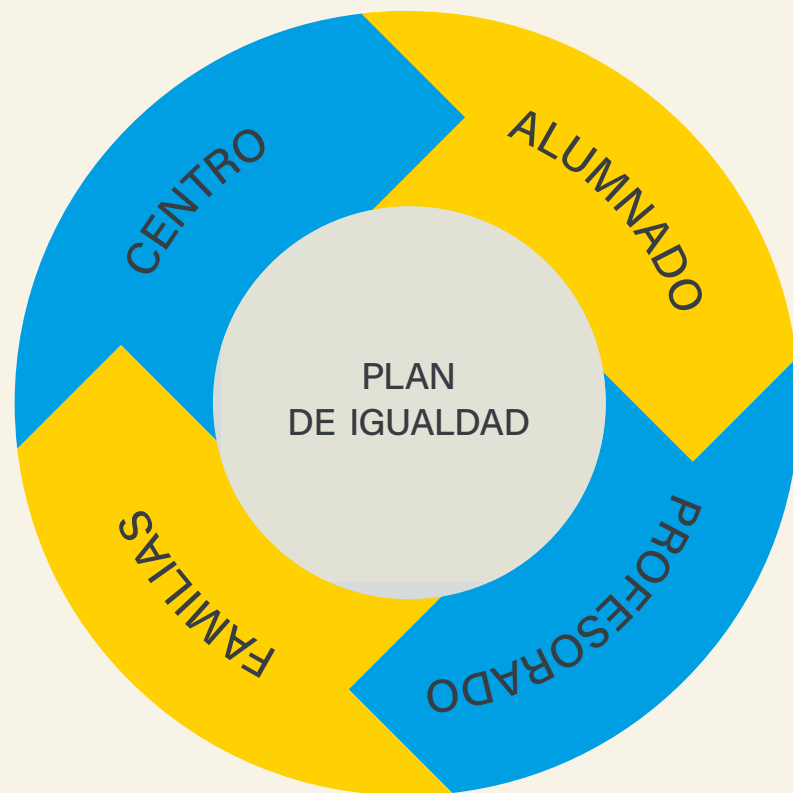 CENTRO
ALUMNADO
PROFESORADO
FAMILIAS
PLAN
DE IGUALDAD